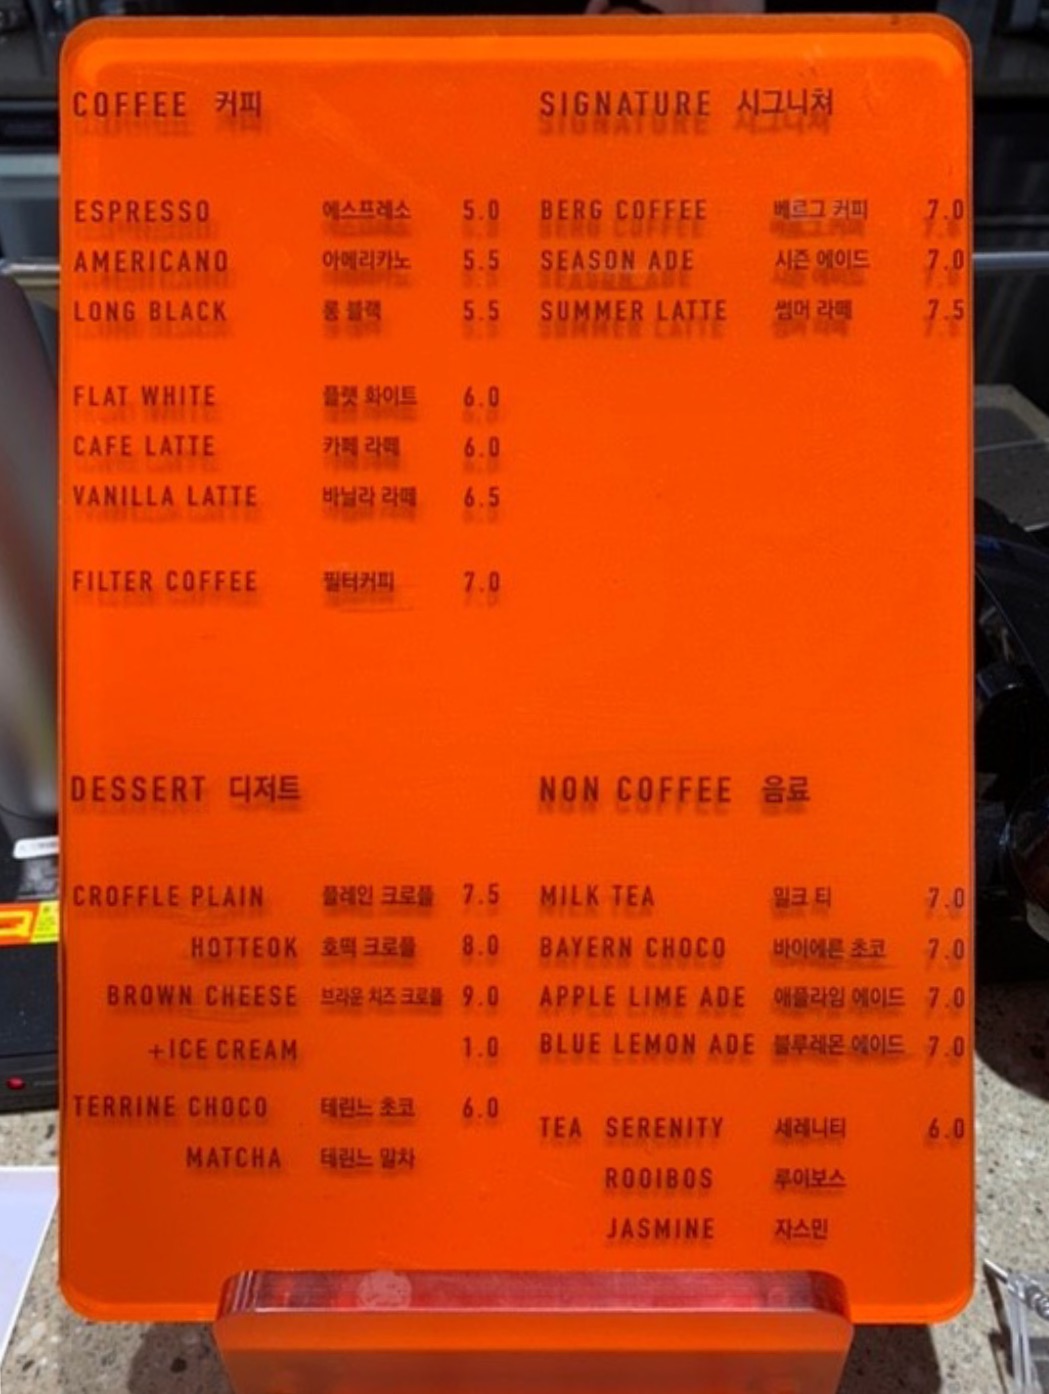 COFFEE 커피
ESPRESSO 에스프레소 5.0
AMERICANO 아메리카노 5.5
LONG BLACK 롱 블랙 5.5
FLAT WHITE 플랫 화이트 6.0
CAFE LATTE 카페 라떼 6.0
VANILLA LATTE 바닐라 라떼 6.5
FILTER COFFEE 필터커피 7.0
SIGNATURE 시그니쳐
BERG COFFEE 베르그 커피 7.0
SEASON ADE 시즌 에이드 7.0
SUMMER LATTE 썸머 라떼 7.5
DESSERT 디저트
CROFFLE PLAIN 플레인 크로플 7.5
HOTTEOK 호떡 크로플 8.0
BROWN CHEESE 브라운 치즈 크로플 9.0
+ICE CREAM 1.0
TERRINE CHOCO 테린느 초코 6.0
MATCHA 테린느 말차
NON COFFEE 음료
MILK TEA 밀크 티 7.0
BAYERN CHOCO 바이에른 초코 7.0
APPLE LIME ADE 애플라임 에이드 7.0
BLUE LEMON ADE 블루레몬 에이드 7.0
TEA SERENITY 세레니티 6.0
ROOIBOS 루이보스
JASMINE 자스민